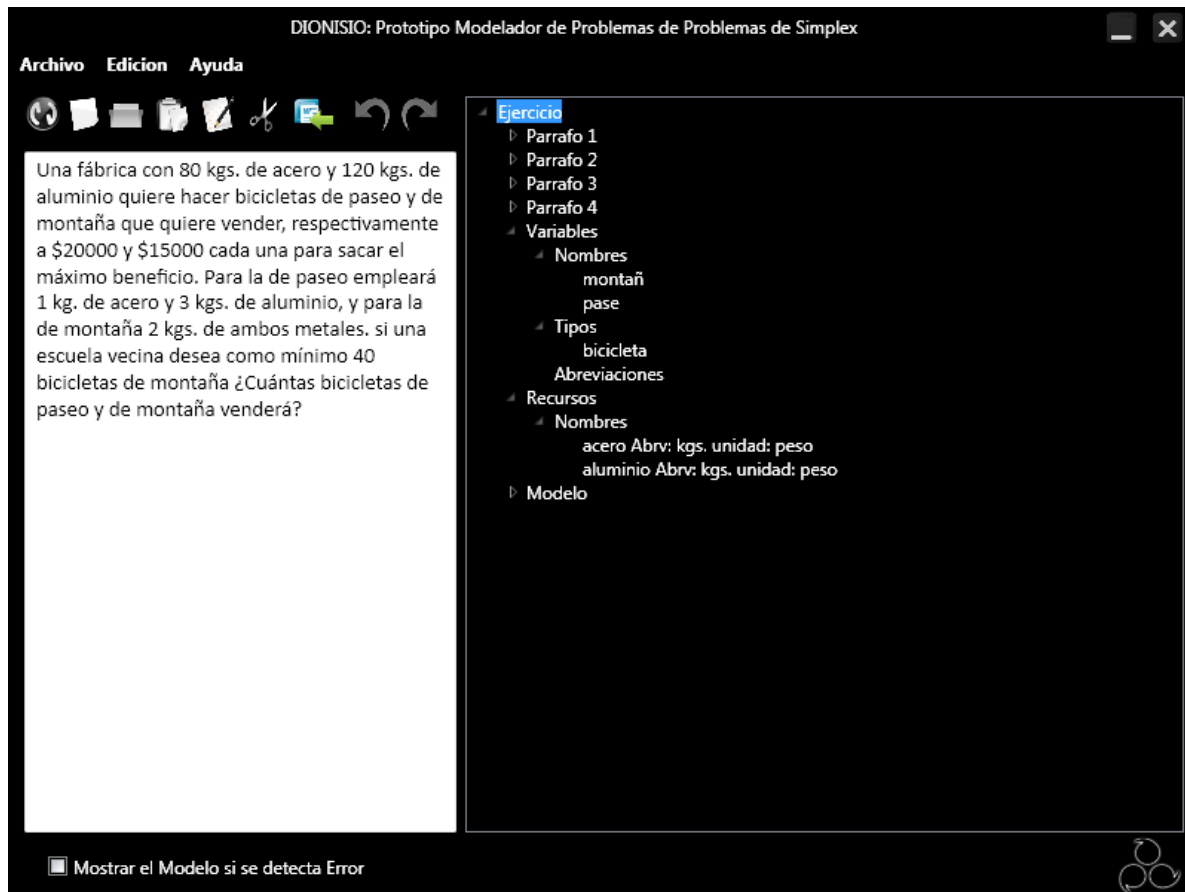 DIONISIO: Prototipo Modelador de Problemas de Problemas de Simplex
Archivo Edicion Ayuda
Una fábrica con 80 kgs. de acero y 120 kgs. de
aluminio quiere hacer bicicletas de paseo y de
montaña que quiere vender, respectivamente
a $20000 y $15000 cada una para sacar el
máximo beneficio. Para la de paseo empleará
1 kg. de acero y 3 kgs. de aluminio, y para la
de montaña 2 kgs. de ambos metales. si una
escuela vecina desea como mínimo 40
bicicletas de montaña ¿Cuántas bicicletas de
paseo y de montaña venderá?
Ejercicio
Parrafo 1
Parrafo 2
Parrafo 3
Parrafo 4
Variables
Nombres
montañ
pase
Tipos
bicicleta
Abreviaciones
Recursos
Nombres
acero Abrv: kgs. unidad: peso
aluminio Abrv: kgs. unidad: peso
Modelo
Mostrar el Modelo si se detecta Error